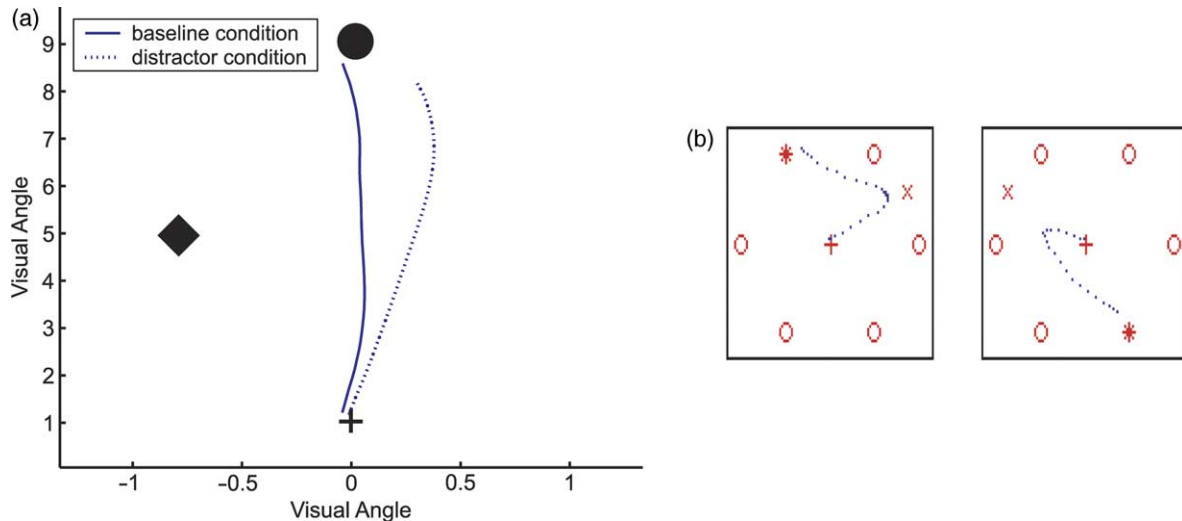 (a)
baseline condition
distractor condition
9
8
7
6
5
4
3
2
1
Visual Angle
−1
−0.5
0
0.5
1
Visual Angle
(b)
O
X
O
O
O
O
X
O
O
O
O
O